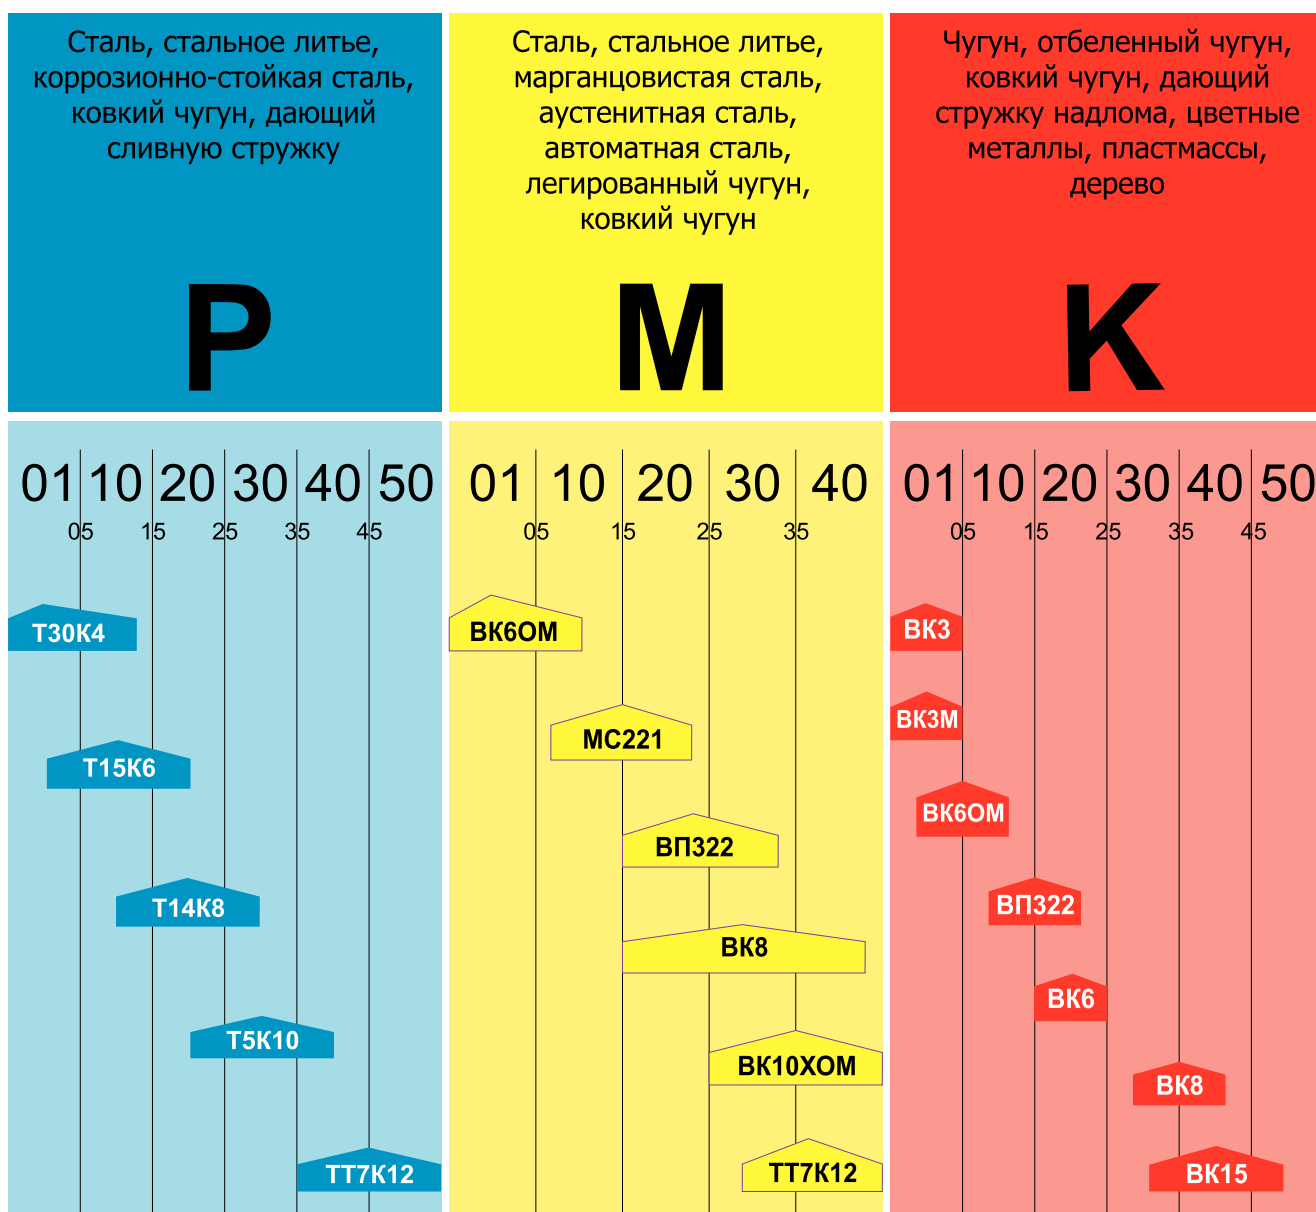 Сталь, стальное литье,
коррозионно-стойкая сталь,
ковкий чугун, дающий
сливную стружку
P
01 10 20 30 40 50
05 15 25 35 45
Т30К4
Т15К6
Т14К8
Т5К10
ТТ7К12
Сталь, стальное литье,
марганцовистая сталь,
аустенитная сталь,
автоматная сталь,
легированный чугун,
ковкий чугун
M
01 10 20 30 40
05 15 25 35
ВК6ОМ
МС221
ВП322
ВК8
ВК10ХОМ
ТТ7К12
Чугун, отбеленный чугун,
ковкий чугун, дающий
стружку надлома, цветные
металлы, пластмассы,
дерево
K
01 10 20 30 40 50
05 15 25 35 45
ВК3
ВК3М
ВК6ОМ
ВП322
ВК6
ВК8
ВК15